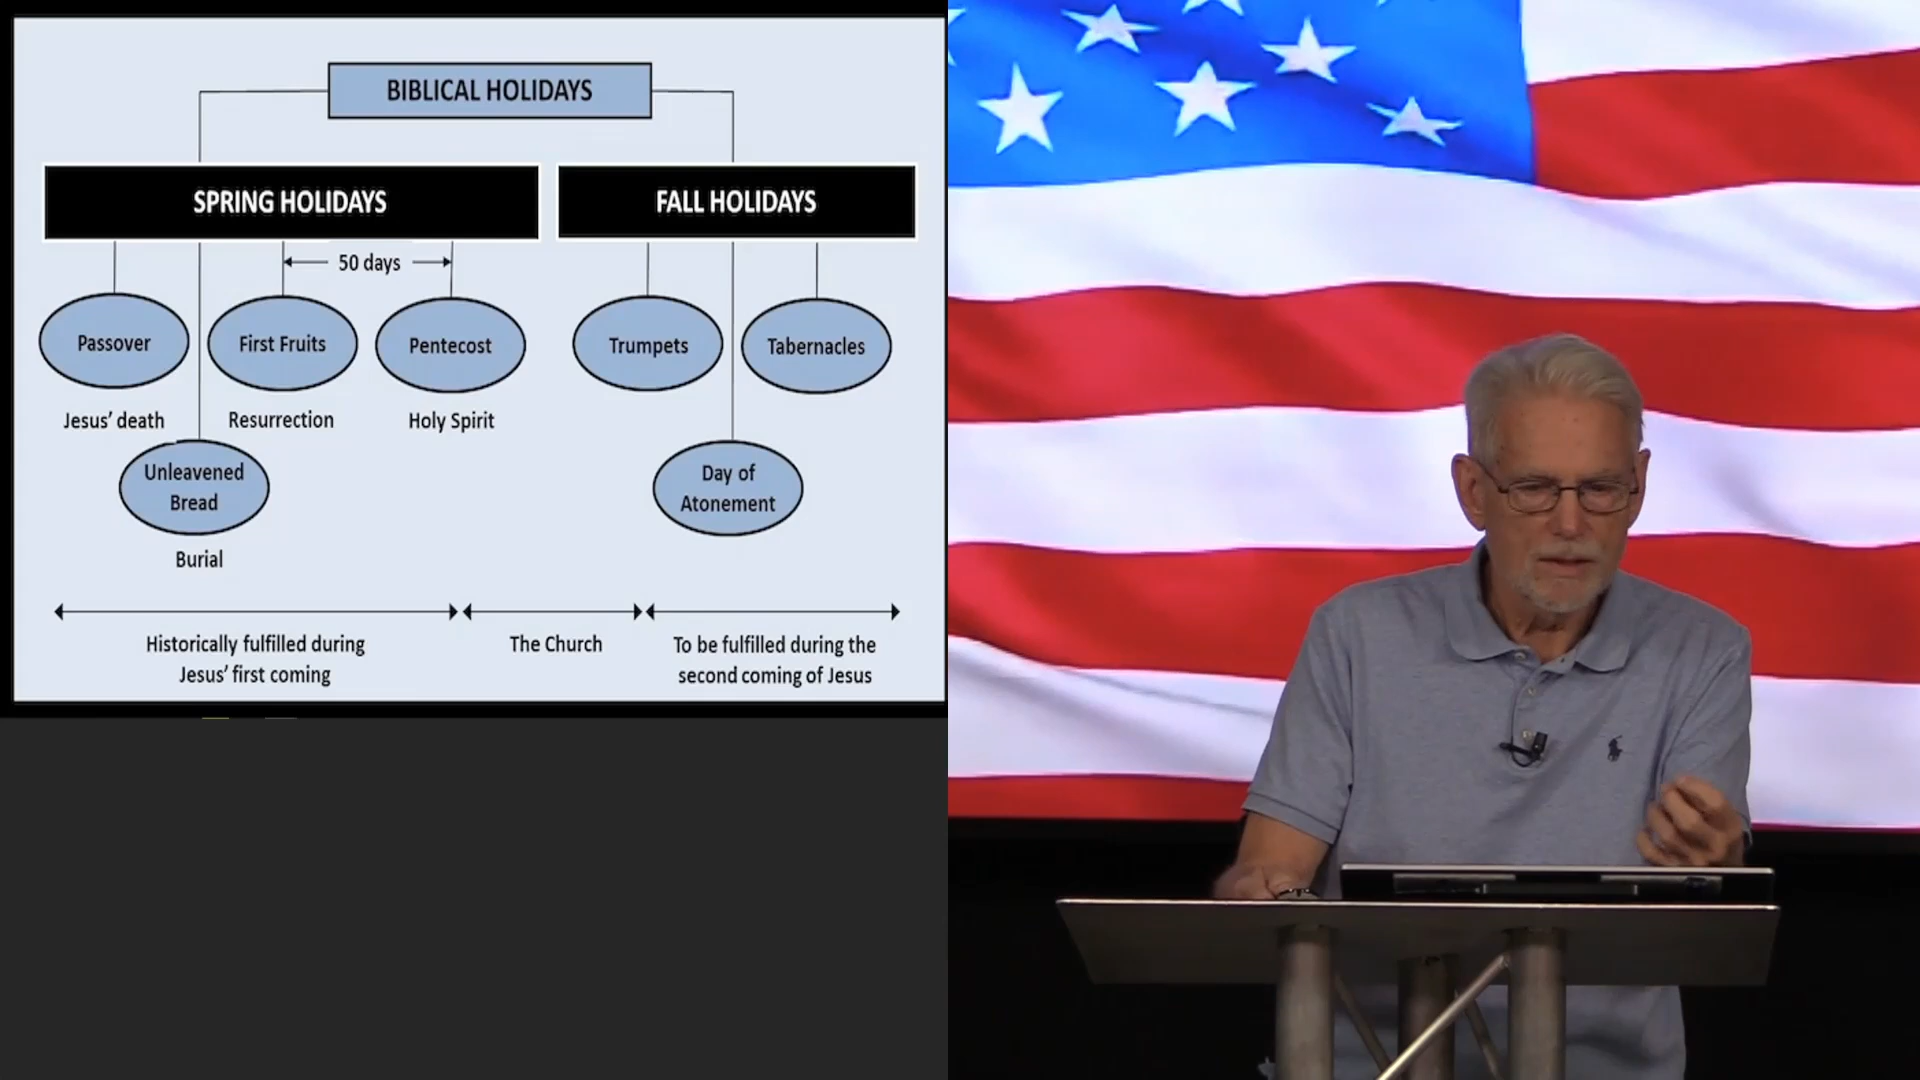 BIBLICAL HOLIDAYS
SPRING HOLIDAYS
FALL HOLIDAYS
50 days
Passover
First Fruits
Pentecost
Trumpets
Tabernacles
Jesus’ death
Resurrection
Holy Spirit
Unleavened
Bread
Day of
Atonement
Burial
Historically fulfilled during
Jesus’ first coming
The Church
To be fulfilled during the
second coming of Jesus